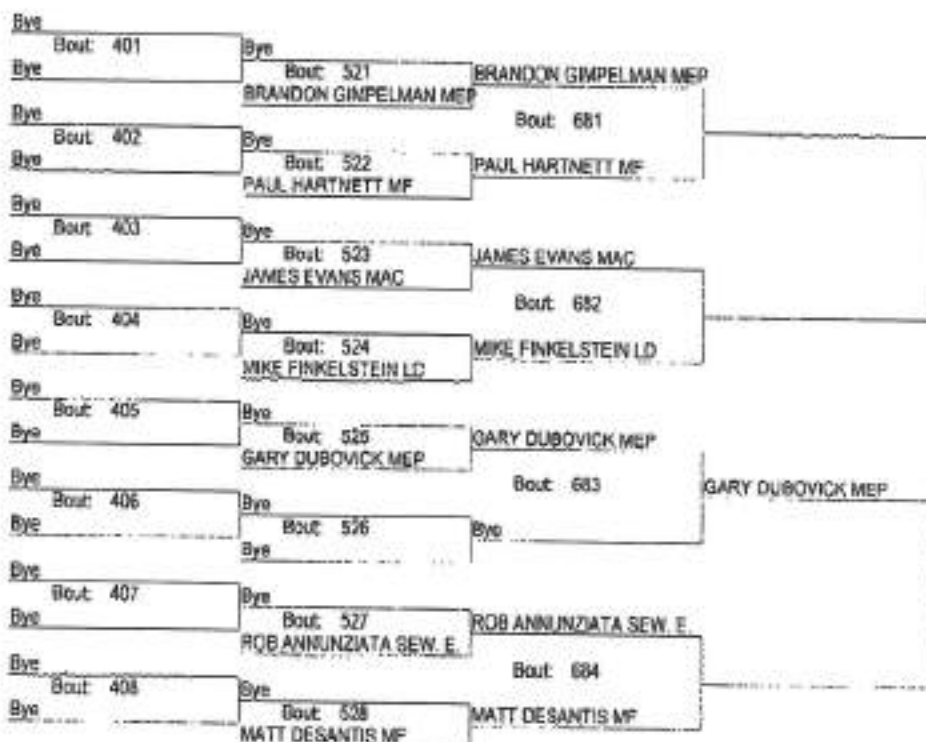 Bye
Bout: 401
Bye
Bye
Bout: 521
BRANDON GIMPELMAN MEP
BRANDON GIMPELMAN MEP
Bout: 681
Bye
Bout: 402
Bye
Bye
Bout: 522
PAUL HARTNETT MF
PAUL HARTNETT MF
Bye
Bout: 403
Bye
Bye
Bout: 523
JAMES EVANS MAC
JAMES EVANS MAC
Bout: 682
Bye
Bout: 404
Bye
Bye
Bout: 524
MIKE FINKELSTEIN LD
MIKE FINKELSTEIN LD
Bye
Bout: 405
Bye
Bye
Bout: 525
GARY DUBOVICK MEP
GARY DUBOVICK MEP
Bout: 683
GARY DUBOVICK MEP
Bye
Bout: 406
Bye
Bye
Bout: 526
Bye
Bye
Bye
Bout: 407
Bye
Bye
Bout: 527
ROB ANNUNZIATA SEW. E.
ROB ANNUNZIATA SEW. E.
Bout: 684
Bye
Bout: 408
Bye
Bye
Bout: 528
MATT DESANTIS MF
MATT DESANTIS MF